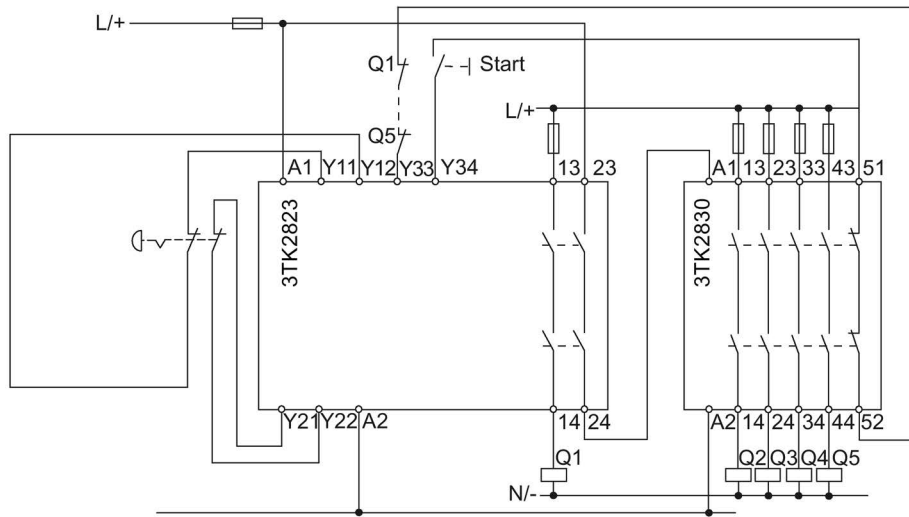 L/+
Q1
Start
L/+
Q5
A1 Y11 Y12 Y33 Y34 13 23 A1 13 23 33 43 51
3TK2823
3TK2830
Y21 Y22 A2 14 24 A2 14 24 34 44 52
Q1 Q2 Q3 Q4 Q5
N/-